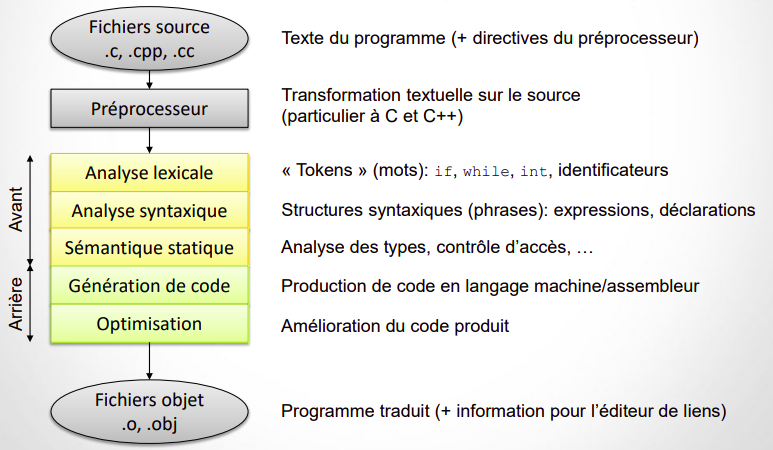 Fichiers source
.c, .cpp, .cc
Texte du programme (+ directives du préprocesseur)
Préprocesseur
Transformation textuelle sur le source
(particulier à C et C++)
Avant
Analyse lexicale
« Tokens » (mots): if, while, int, identificateurs
Analyse syntaxique
Structures syntaxiques (phrases): expressions, déclarations
Sémantique statique
Analyse des types, contrôle d’accès, …
Arrière
Génération de code
Production de code en langage machine/assembleur
Optimisation
Amélioration du code produit
Fichiers objet
.o, .obj
Programme traduit (+ information pour l’éditeur de liens)